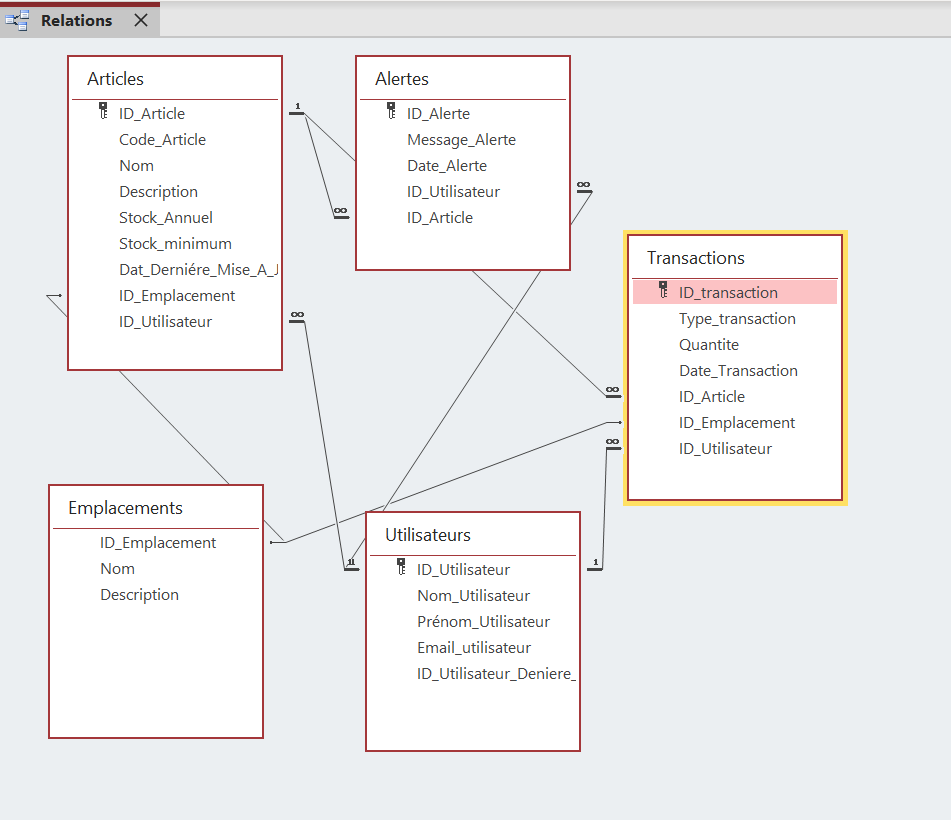 Relations
Articles
ID_Article
Code_Article
Nom
Description
Stock_Annuel
Stock_minimum
Dat_Derniére_Mise_A_J
ID_Emplacement
ID_Utilisateur
Alertes
ID_Alerte
Message_Alerte
Date_Alerte
ID_Utilisateur
ID_Article
Transactions
ID_transaction
Type_transaction
Quantite
Date_Transaction
ID_Article
ID_Emplacement
ID_Utilisateur
Emplacements
ID_Emplacement
Nom
Description
Utilisateurs
ID_Utilisateur
Nom_Utilisateur
Prénom_Utilisateur
Email_utilisateur
ID_Utilisateur_Deniere_
1
∞
∞
∞
∞
∞
1
1
1